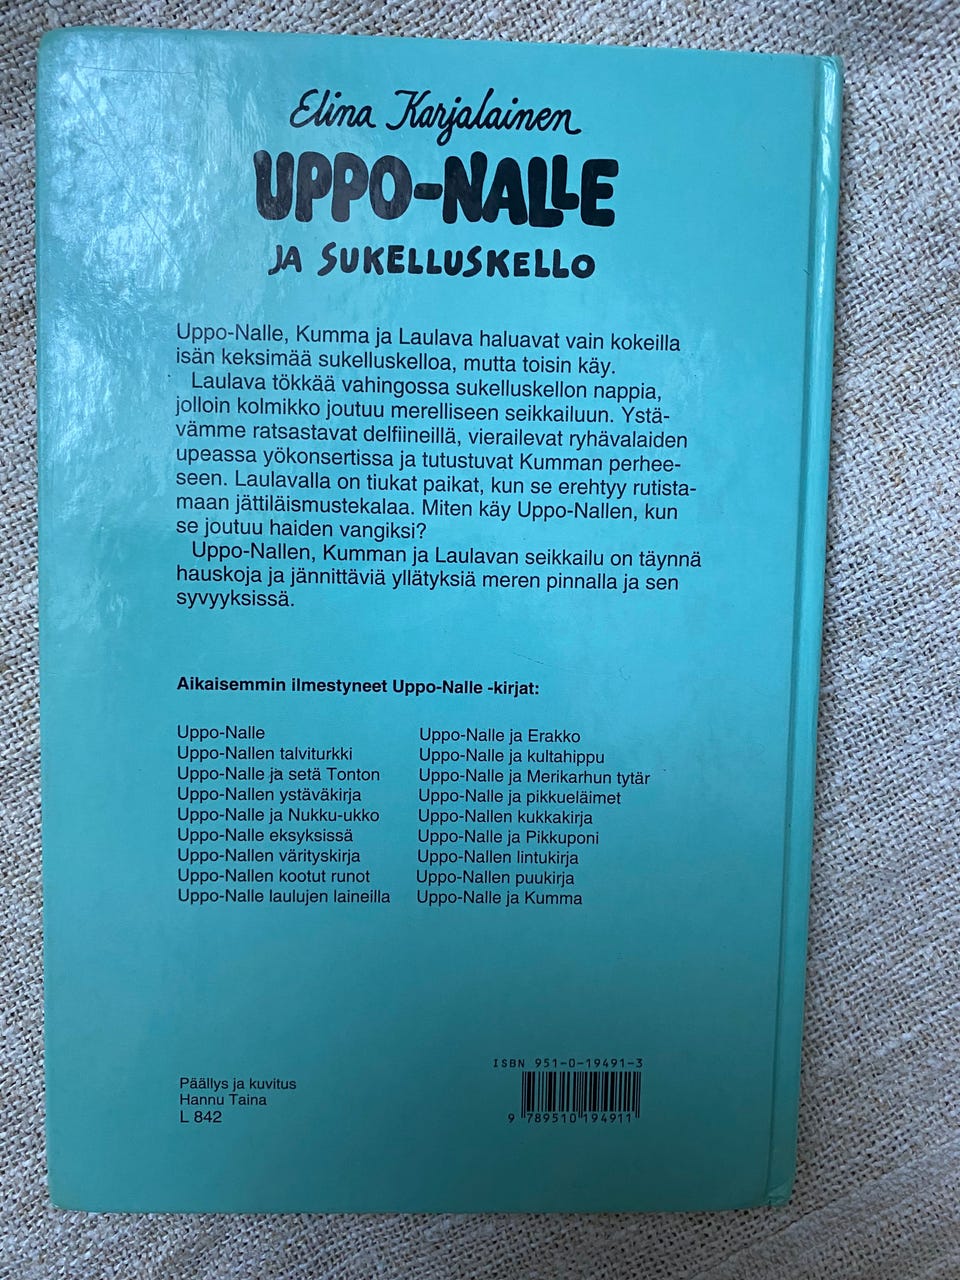 Elina Karjalainen
UPPO-NALLE
JA SUKELLUSKELLO
Uppo-Nalle, Kumma ja Laulava haluavat vain kokeilla
isän keksimää sukelluskelloa, mutta toisin käy.
Laulava tökkää vahingossa sukelluskellon nappia,
jolloin kolmikko joutuu merelliseen seikkailuun. Ystä-
vämme ratsastavat delfiineillä, vierailevat ryhävalaiden
upeassa yökonsertissa ja tutustuvat Kumman perhee-
seen. Laulavalla on tiukat paikat, kun se erehtyy rutista-
maan jättiläismustekalaa. Miten käy Uppo-Nallen, kun
se joutuu haiden vangiksi?
Uppo-Nallen, Kumman ja Laulavan seikkailu on täynnä
hauskoja ja jännittäviä yllätyksiä meren pinnalla ja sen
syvyyksissä.
Aikaisemmin ilmestyneet Uppo-Nalle -kirjat:
Uppo-Nalle
Uppo-Nallen talviturkki
Uppo-Nalle ja setä Tonton
Uppo-Nallen ystäväkirja
Uppo-Nalle ja Nukku-ukko
Uppo-Nalle eksyksissä
Uppo-Nallen värityskirja
Uppo-Nallen kootut runot
Uppo-Nalle laulujen laineilla
Uppo-Nalle ja Erakko
Uppo-Nalle ja kultahippu
Uppo-Nalle ja Merikarhun tytär
Uppo-Nalle ja pikkueläimet
Uppo-Nallen kukkakirja
Uppo-Nalle ja Pikkuponi
Uppo-Nallen lintukirja
Uppo-Nallen puukirja
Uppo-Nalle ja Kumma
Päällys ja kuvitus
Hannu Taina
L 842
ISBN 951-0-19491-3
9 789510 194911